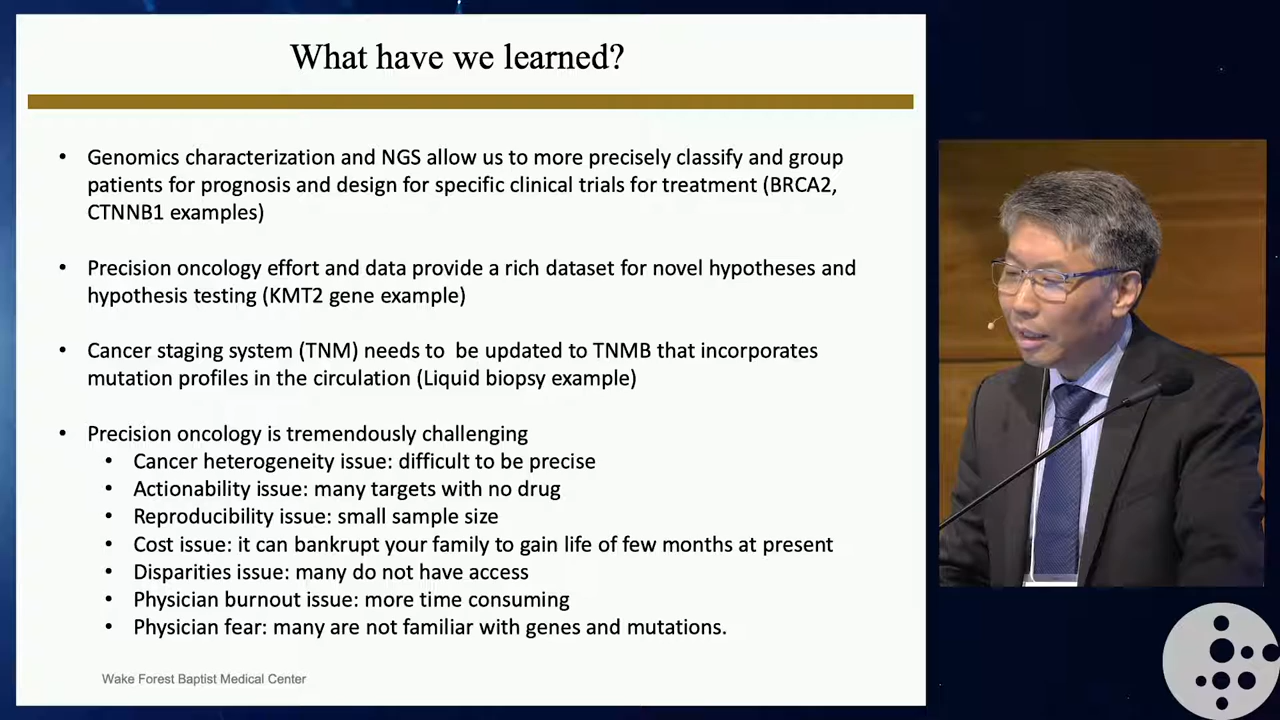 What have we learned?
• Genomics characterization and NGS allow us to more precisely classify and group
patients for prognosis and design for specific clinical trials for treatment (BRCA2,
CTNNB1 examples)
• Precision oncology effort and data provide a rich dataset for novel hypotheses and
hypothesis testing (KMT2 gene example)
• Cancer staging system (TNM) needs to  be updated to TNMB that incorporates
mutation profiles in the circulation (Liquid biopsy example)
• Precision oncology is tremendously challenging
• Cancer heterogeneity issue: difficult to be precise
• Actionability issue: many targets with no drug
• Reproducibility issue: small sample size
• Cost issue: it can bankrupt your family to gain life of few months at present
• Disparities issue: many do not have access
• Physician burnout issue: more time consuming
• Physician fear: many are not familiar with genes and mutations.
Wake Forest Baptist Medical Center